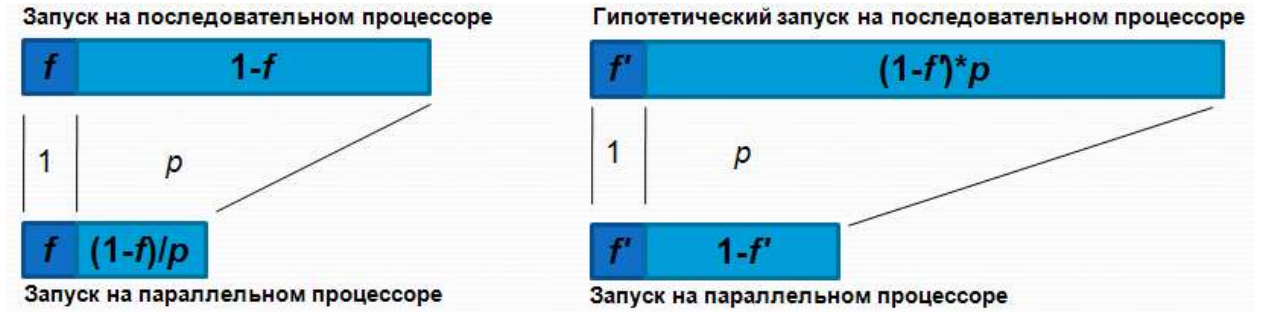 Запуск на последовательном процессоре
f 1-f
1 p
f (1-f)/p
Запуск на параллельном процессоре
Гипотетический запуск на последовательном процессоре
f' (1-f')*p
1 p
f' 1-f'
Запуск на параллельном процессоре